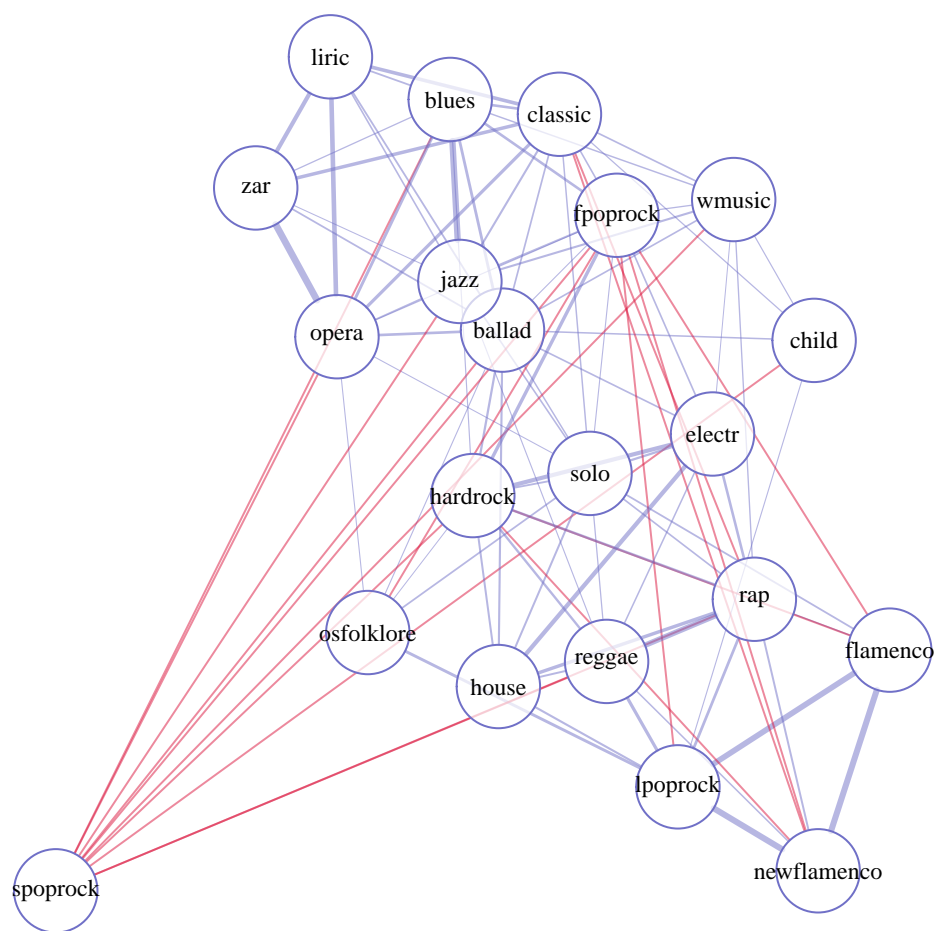 liric
blues
classic
zar
wmusic
fpoprock
jazz
opera
ballad
child
electr
solo
hardrock
rap
osfolklore
flamenco
reggae
house
lpoprock
newflamenco
spoprock